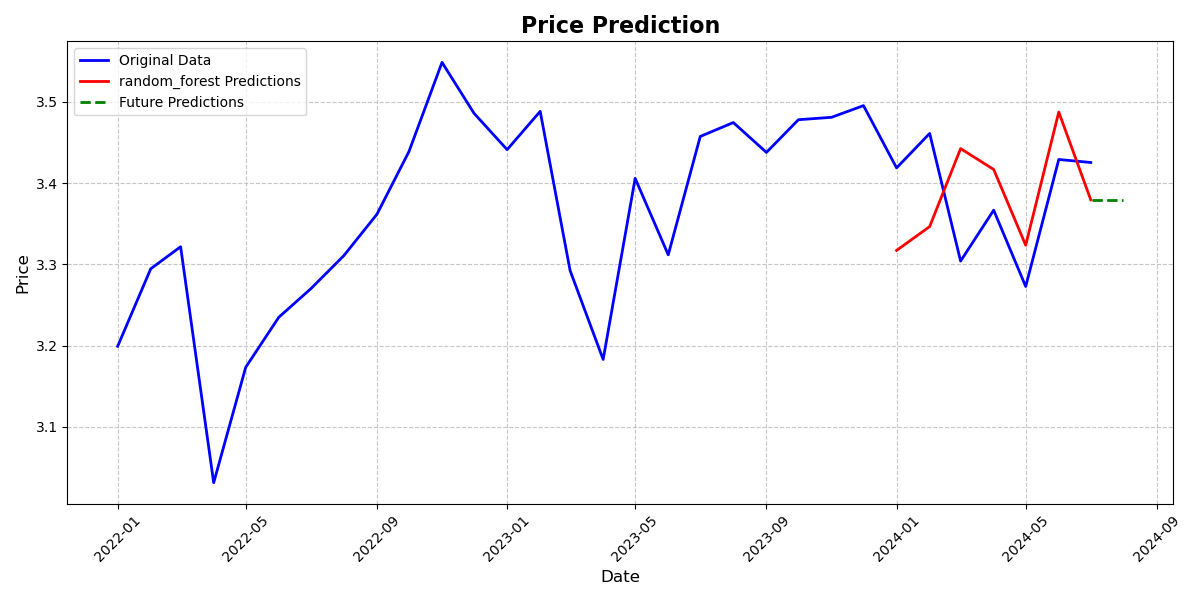 Price Prediction
Original Data
random_forest Predictions
Future Predictions
Price
3.5
3.4
3.3
3.2
3.1
2022-01
2022-05
2022-09
2023-01
2023-05
2023-09
2024-01
2024-05
2024-09
Date